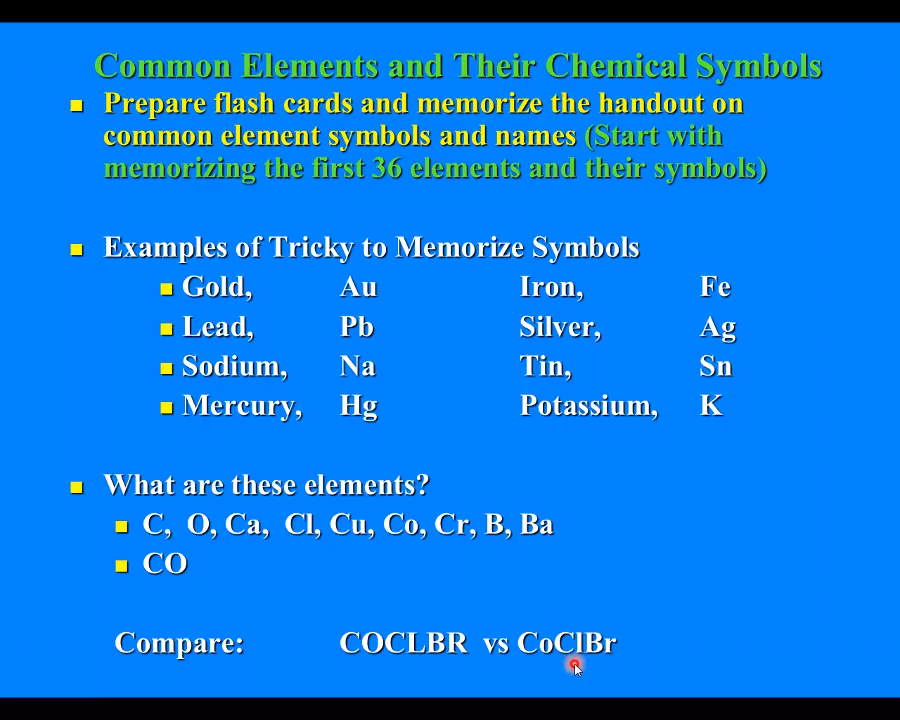 Common Elements and Their Chemical Symbols
Prepare flash cards and memorize the handout on
common element symbols and names (Start with
memorizing the first 36 elements and their symbols)
Examples of Tricky to Memorize Symbols
Gold, Au Iron, Fe
Lead, Pb Silver, Ag
Sodium, Na Tin, Sn
Mercury, Hg Potassium, K
What are these elements?
C, O, Ca, Cl, Cu, Co, Cr, B, Ba
CO
Compare: COCLBR vs CoClBr